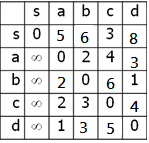 s a b c d
s 0 5 6 3 8
a ∞ 0 2 4 3
b ∞ 2 0 6 1
c ∞ 2 3 0 4
d ∞ 1 3 5 0